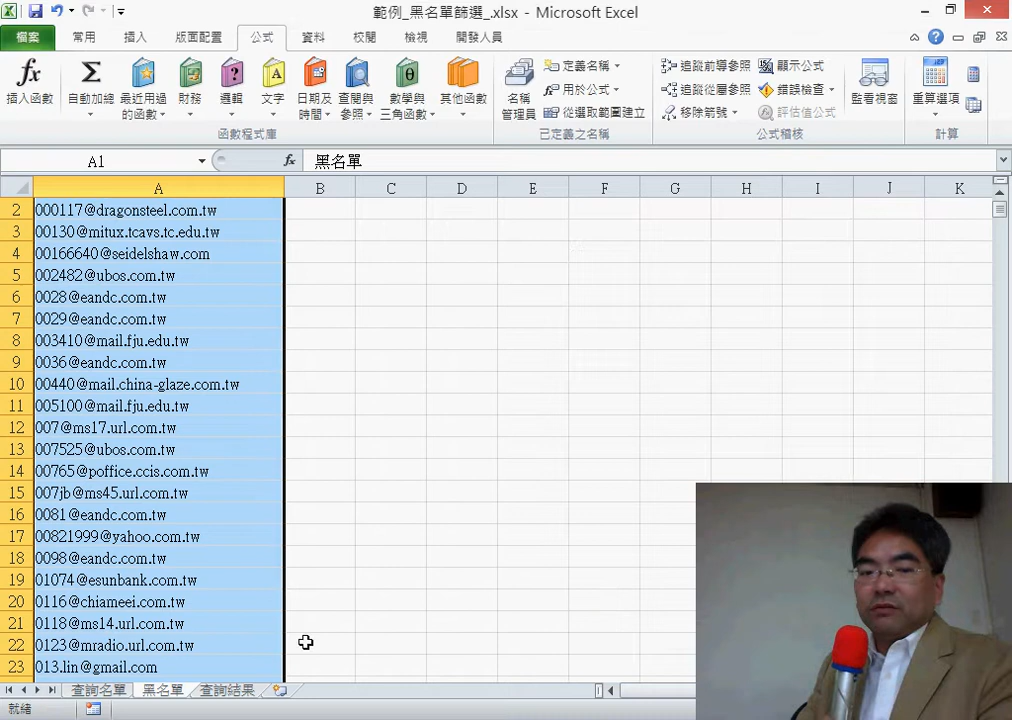 範例_黑名單篩選_.xlsx - Microsoft Excel
檔案 常用 插入 版面配置 公式 資料 校閱 檢視 開發人員
插入函數 自動加總 最近用過的函數 財務 邏輯 文字 日期及時間 查閱與參照 數學與三角函數 其他函數
函數程式庫
名稱管理員 定義名稱 用於公式 從選取範圍建立
已定義之名稱
追蹤前導參照 追蹤從屬參照 移除箭號 顯示公式 錯誤檢查 評估值公式 監看視窗
公式稽核
重算選項
計算
A1 fx 黑名單
A B C D E F G H I J K
2 000117@dragonsteel.com.tw
3 00130@mitux.tcavs.tc.edu.tw
4 00166640@seidelshaw.com
5 002482@ubos.com.tw
6 0028@eandc.com.tw
7 0029@eandc.com.tw
8 003410@mail.fju.edu.tw
9 0036@eandc.com.tw
10 00440@mail.china-glaze.com.tw
11 005100@mail.fju.edu.tw
12 007@ms17.url.com.tw
13 007525@ubos.com.tw
14 00765@poffice.ccis.com.tw
15 007jb@ms45.url.com.tw
16 0081@eandc.com.tw
17 00821999@yahoo.com.tw
18 0098@eandc.com.tw
19 01074@esunbank.com.tw
20 0116@chiameei.com.tw
21 0118@ms14.url.com.tw
22 0123@mradio.url.com.tw
23 013.lin@gmail.com
查詢名單 黑名單 查詢結果
就緒